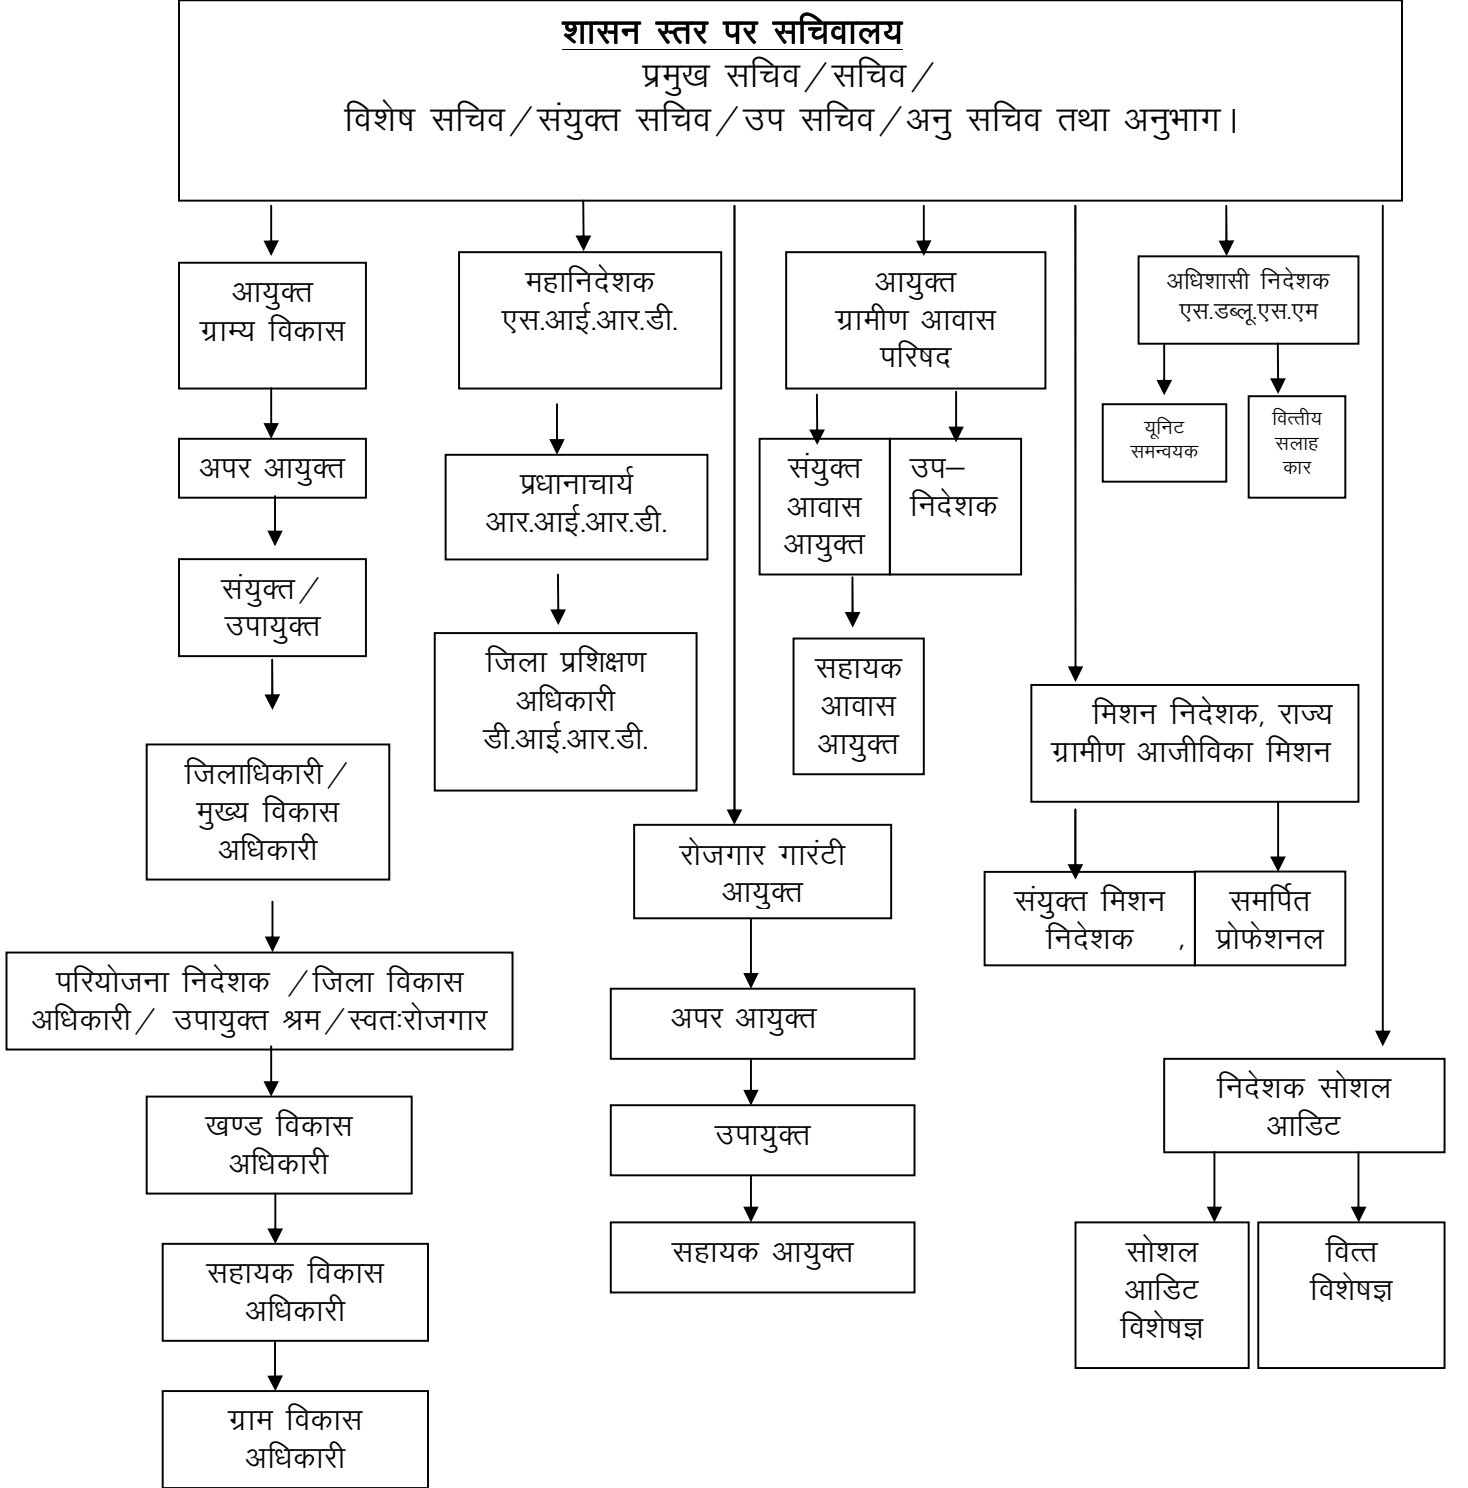 शासन स्तर पर सचिवालय
प्रमुख सचिव/सचिव/
विशेष सचिव/संयुक्त सचिव/उप सचिव/अनु सचिव तथा अनुभाग।
आयुक्त
ग्राम्य विकास
अपर आयुक्त
संयुक्त/
उपायुक्त
जिलाधिकारी/
मुख्य विकास
अधिकारी
परियोजना निदेशक /जिला विकास
अधिकारी/ उपायुक्त श्रम/स्वतःरोजगार
खण्ड विकास
अधिकारी
सहायक विकास
अधिकारी
ग्राम विकास
अधिकारी
महानिदेशक
एस.आई.आर.डी.
प्रधानाचार्य
आर.आई.आर.डी.
जिला प्रशिक्षण
अधिकारी
डी.आई.आर.डी.
रोजगार गारंटी
आयुक्त
अपर आयुक्त
उपायुक्त
सहायक आयुक्त
आयुक्त
ग्रामीण आवास
परिषद
संयुक्त
आवास
आयुक्त
उप–
निदेशक
सहायक
आवास
आयुक्त
मिशन निदेशक, राज्य
ग्रामीण आजीविका मिशन
संयुक्त मिशन
निदेशक ,
समर्पित
प्रोफेशनल
अधिशासी निदेशक
एस.डब्लू.एस.एम
यूनिट
समन्वयक
वित्तीय
सलाह
कार
निदेशक सोशल
आडिट
सोशल
आडिट
विशेषज्ञ
वित्त
विशेषज्ञ